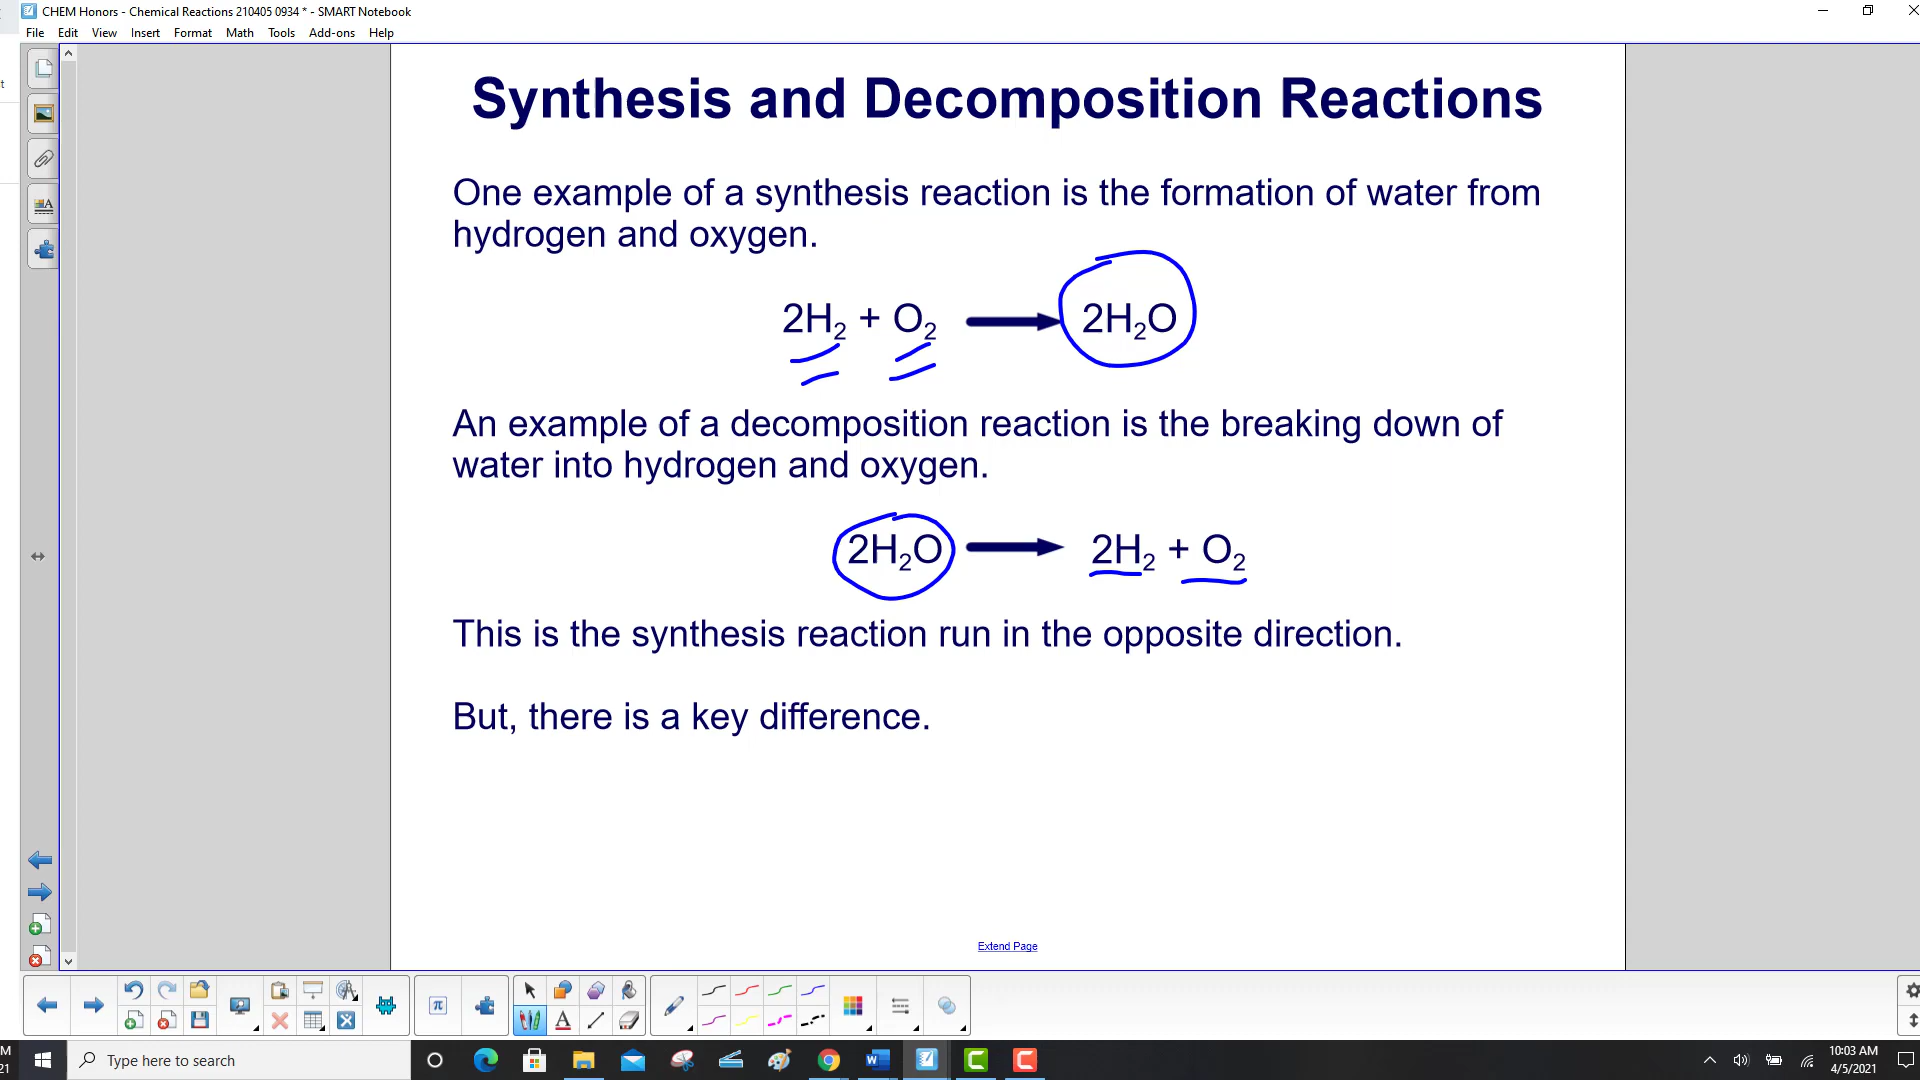 CHEM Honors - Chemical Reactions 210405 0934 * - SMART Notebook
File Edit View Insert Format Math Tools Add-ons Help
Synthesis and Decomposition Reactions
One example of a synthesis reaction is the formation of water from
hydrogen and oxygen.
2H₂ + O₂ → 2H₂O
An example of a decomposition reaction is the breaking down of
water into hydrogen and oxygen.
2H₂O → 2H₂ + O₂
This is the synthesis reaction run in the opposite direction.
But, there is a key difference.
Extend Page
Type here to search
10:03 AM
4/5/2021